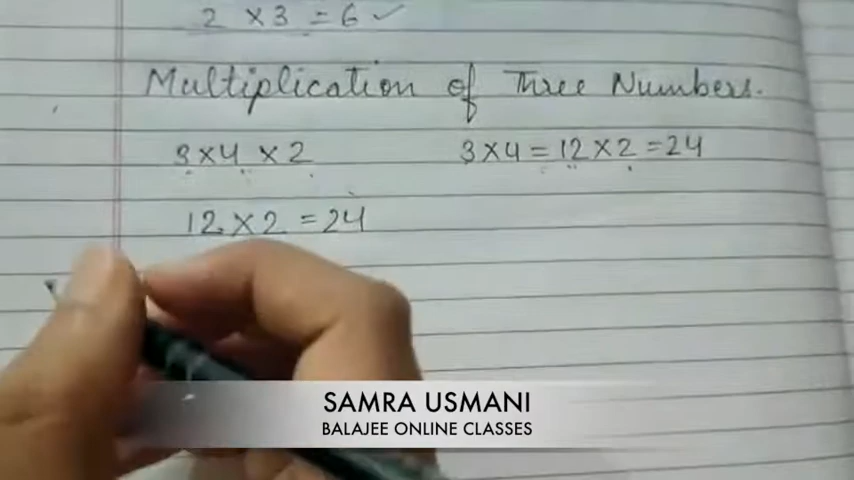 2 × 3 = 6 ✓
Multiplication of Three Numbers.
3 × 4 × 2
3 × 4 = 12 × 2 = 24
12 × 2 = 24
SAMRA USMANI
BALAJEE ONLINE CLASSES